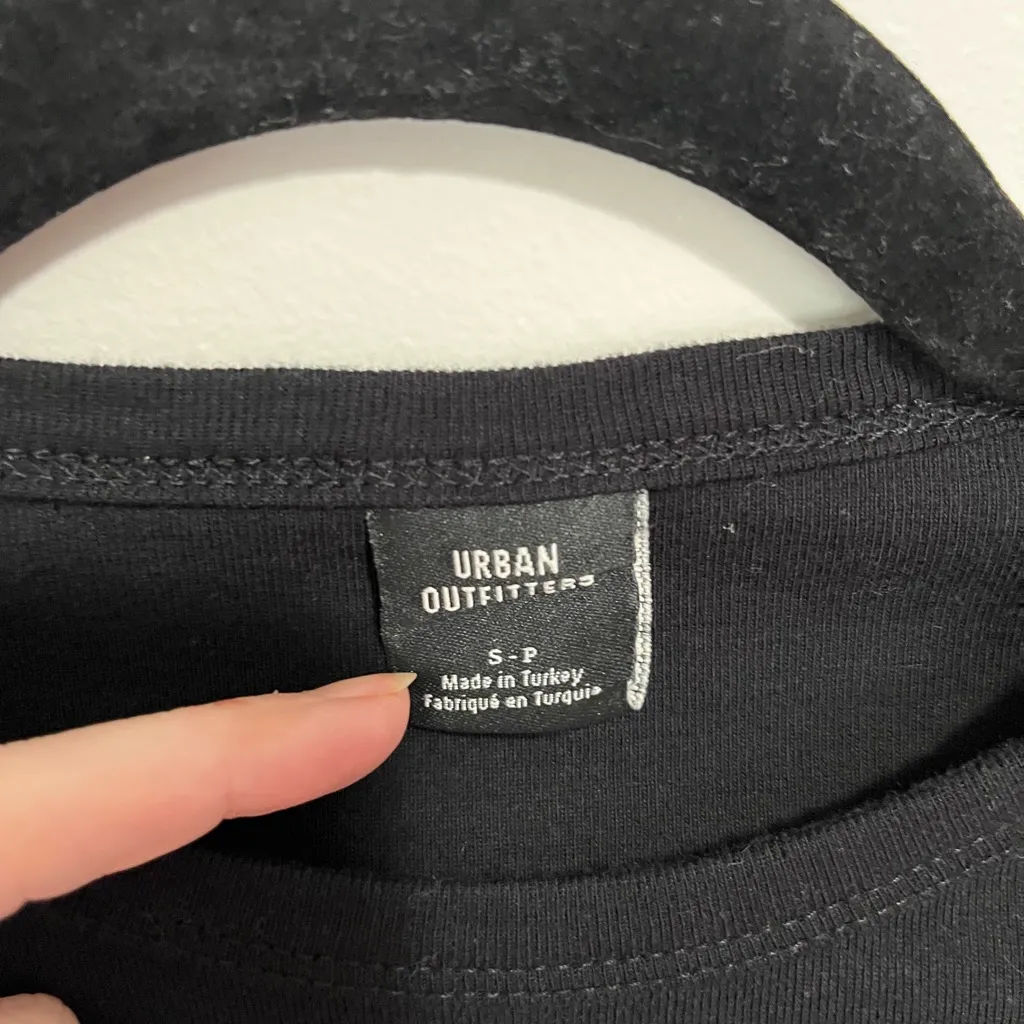 URBAN
OUTFITTERS
S - P
Made in Turkey
Fabriqué en Turquie